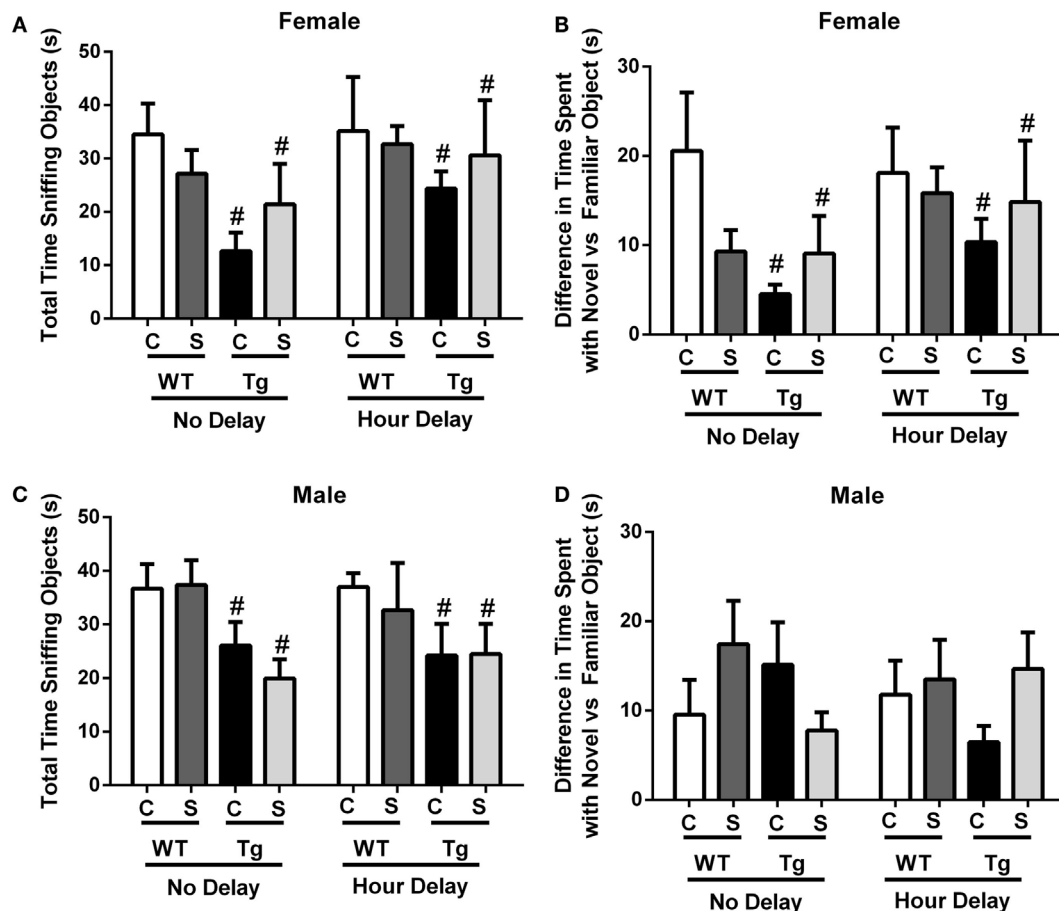 A
Female
Total Time Sniffing Objects (s)
50
40
30
20
10
0
# # # #
C S C S C S C S
WT Tg WT Tg
No Delay Hour Delay
B
Female
Difference in Time Spent
with Novel vs Familiar Object (s)
30
20
10
0
# # # #
C S C S C S C S
WT Tg WT Tg
No Delay Hour Delay
C
Male
Total Time Sniffing Objects (s)
50
40
30
20
10
0
# # # #
C S C S C S C S
WT Tg WT Tg
No Delay Hour Delay
D
Male
Difference in Time Spent
with Novel vs Familiar Object (s)
30
20
10
0
C S C S C S C S
WT Tg WT Tg
No Delay Hour Delay